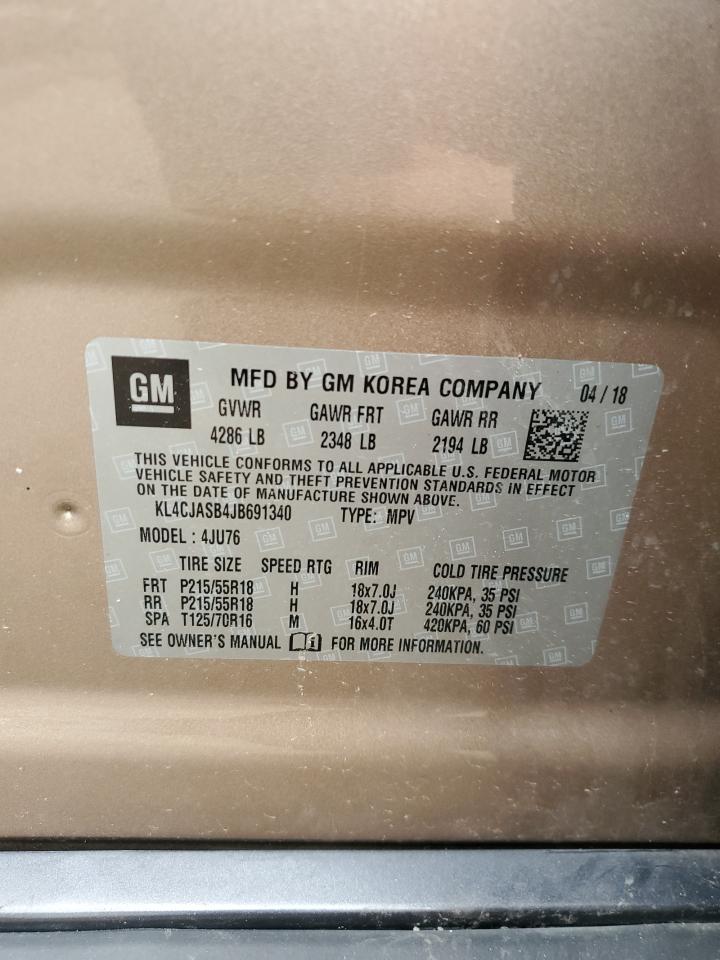 GM
MFD BY GM KOREA COMPANY 04 / 18
GVWR GAWR FRT GAWR RR
4286 LB 2348 LB 2194 LB
THIS VEHICLE CONFORMS TO ALL APPLICABLE U.S. FEDERAL MOTOR
VEHICLE SAFETY AND THEFT PREVENTION STANDARDS IN EFFECT
ON THE DATE OF MANUFACTURE SHOWN ABOVE.
KL4CJASB4JB691340 TYPE: MPV
MODEL : 4JU76
TIRE SIZE SPEED RTG RIM COLD TIRE PRESSURE
FRT P215/55R18 H 18x7.0J 240KPA, 35 PSI
RR P215/55R18 H 18x7.0J 240KPA, 35 PSI
SPA T125/70R16 M 16x4.0T 420KPA, 60 PSI
SEE OWNER'S MANUAL FOR MORE INFORMATION.